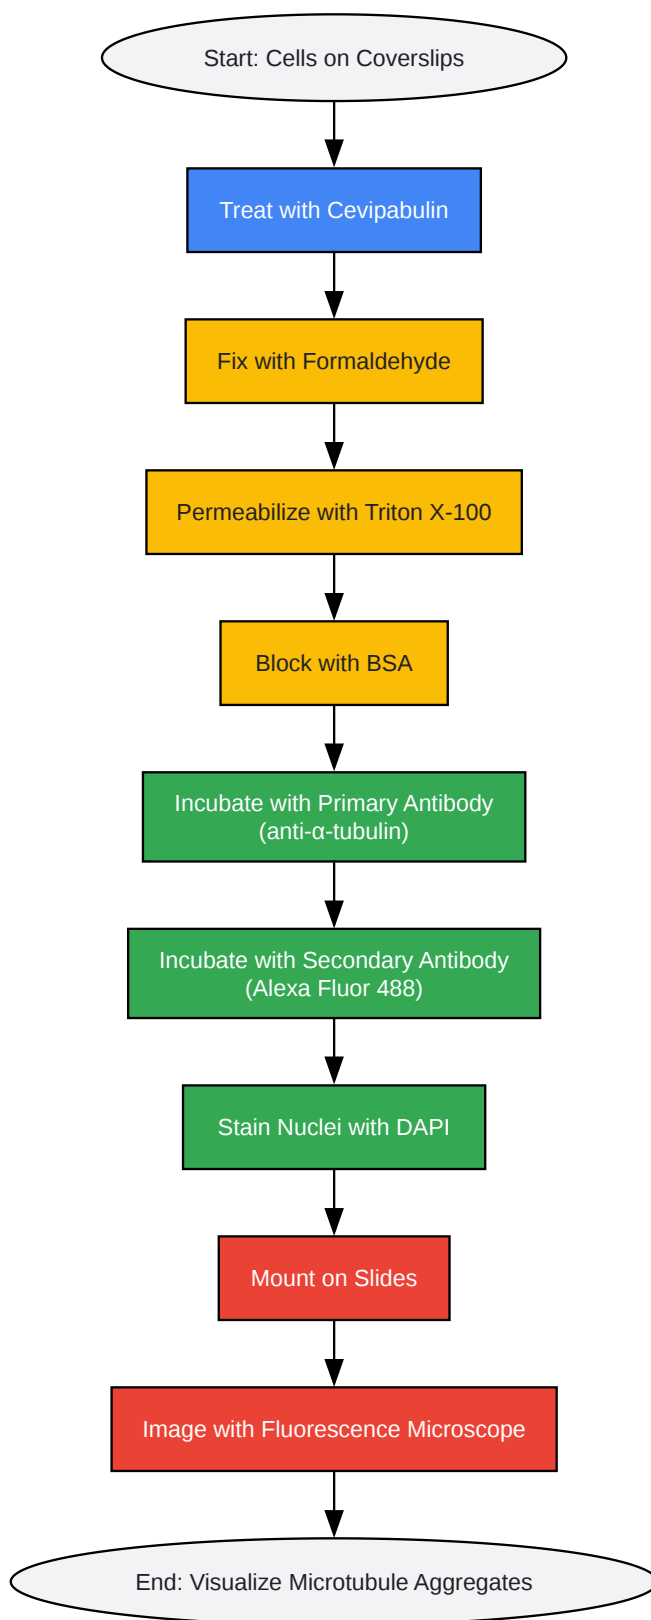 Start: Cells on Coverslips
Treat with Cevipabulin
Fix with Formaldehyde
Permeabilize with Triton X-100
Block with BSA
Incubate with Primary Antibody
(anti-α-tubulin)
Incubate with Secondary Antibody
(Alexa Fluor 488)
Stain Nuclei with DAPI
Mount on Slides
Image with Fluorescence Microscope
End: Visualize Microtubule Aggregates